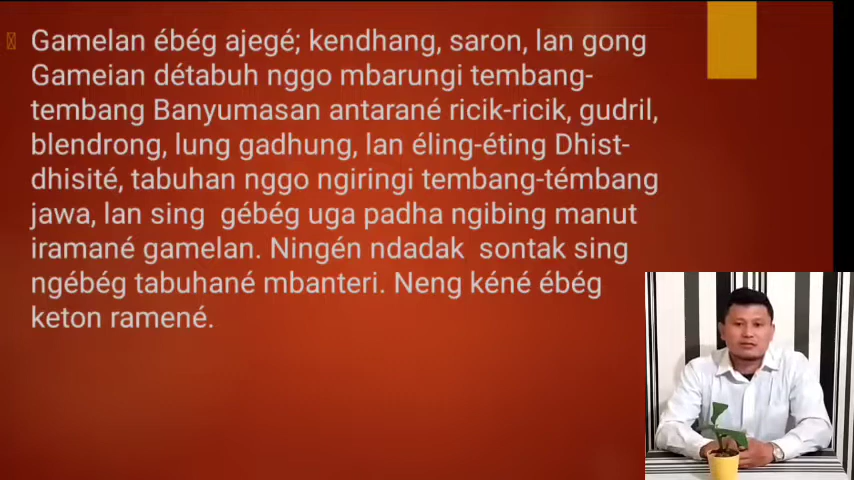 Gamelan ébég ajegé; kendhang, saron, lan gong
Gameian détabuh nggo mbarungi tembang-
tembang Banyumasan antarané ricik-ricik, gudril,
blendrong, lung gadhung, lan éling-éting Dhist-
dhisité, tabuhan nggo ngiringi tembang-témbang
jawa, lan sing gébég uga padha ngibing manut
iramané gamelan. Ningén ndadak sontak sing
ngébég tabuhané mbanteri. Neng kéné ébég
keton ramené.